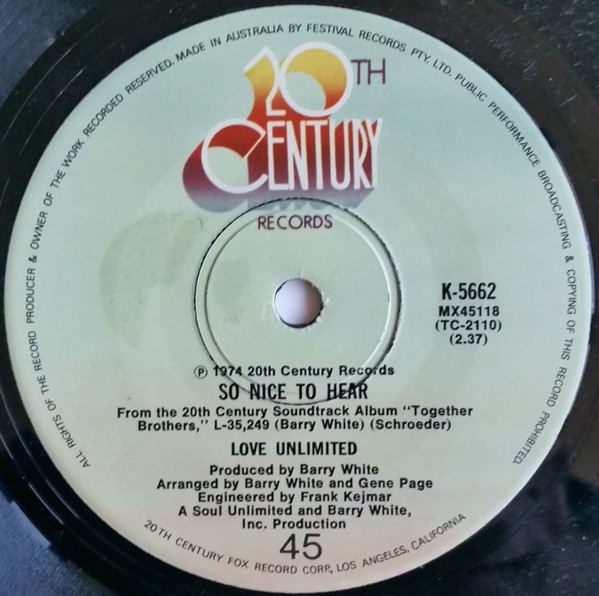 ALL RIGHTS OF THE RECORD PRODUCER & OWNER OF THE WORK RECORDED RESERVED. MADE IN AUSTRALIA BY FESTIVAL RECORDS PTY. LTD. PUBLIC PERFORMANCE BROADCASTING & COPYING OF THIS RECORD PROHIBITED.
20TH
CENTURY
RECORDS
K-5662
MX45118
(TC-2110)
(2.37)
℗ 1974 20th Century Records
SO NICE TO HEAR
From the 20th Century Soundtrack Album "Together
Brothers," L-35,249 (Barry White) (Schroeder)
LOVE UNLIMITED
Produced by Barry White
Arranged by Barry White and Gene Page
Engineered by Frank Kejmar
A Soul Unlimited and Barry White,
Inc. Production
45
20TH CENTURY FOX RECORD CORP., LOS ANGELES, CALIFORNIA